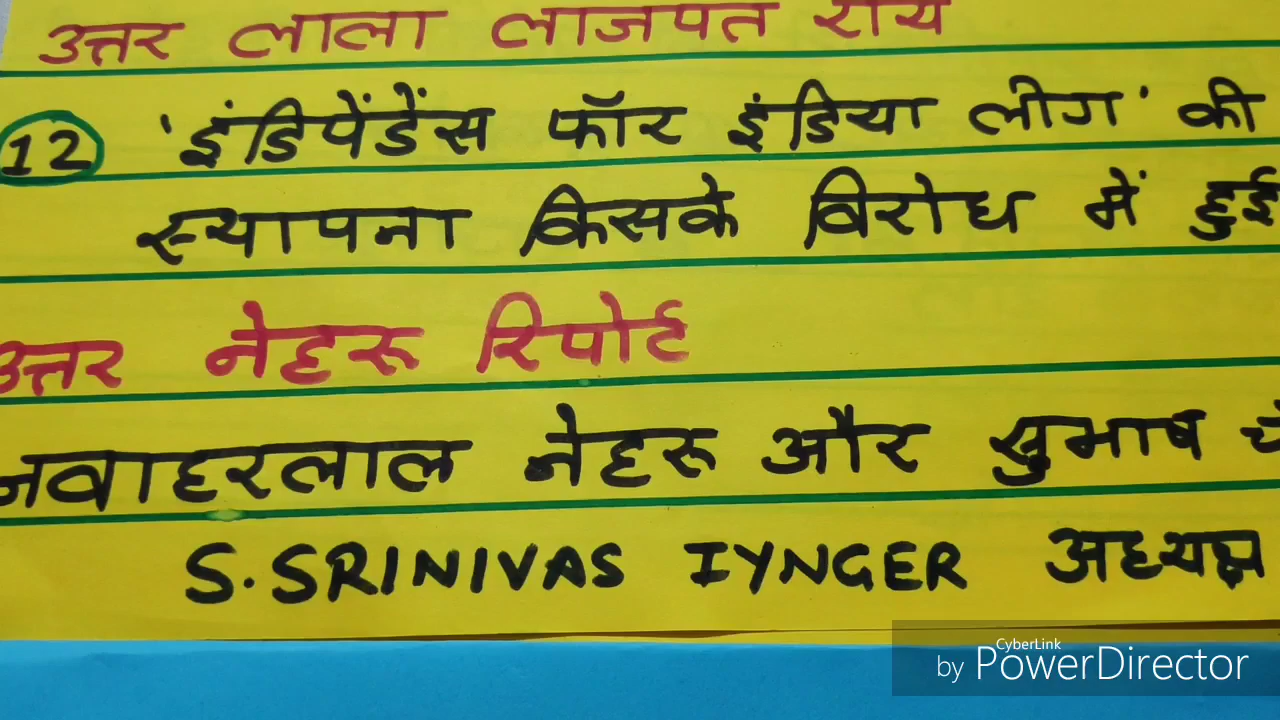 उत्तर लाला लाजपत राय
12 'इंडिपेंडेंस फॉर इंडिया लीग' की
स्थापना किसके विरोध में हुई
उत्तर नेहरू रिपोर्ट
जवाहरलाल नेहरू और सुभाष
S.SRINIVAS IYNGER अध्यक्ष
CyberLink
by PowerDirector